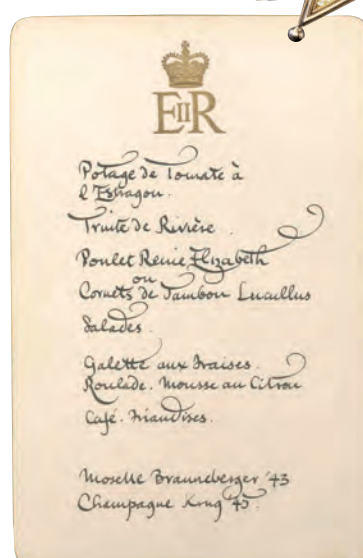 EIIR
Potage de Tomate à
l'Estragon.
Truite de Rivière.
Poulet Reine Elizabeth
ou
Cornets de Jambon Lucullus
Salades.
Galette aux Fraises.
Roulade. Mousse au Citron
Café. Friandises.
Moselle Brauneberger '43
Champagne Krug '45.